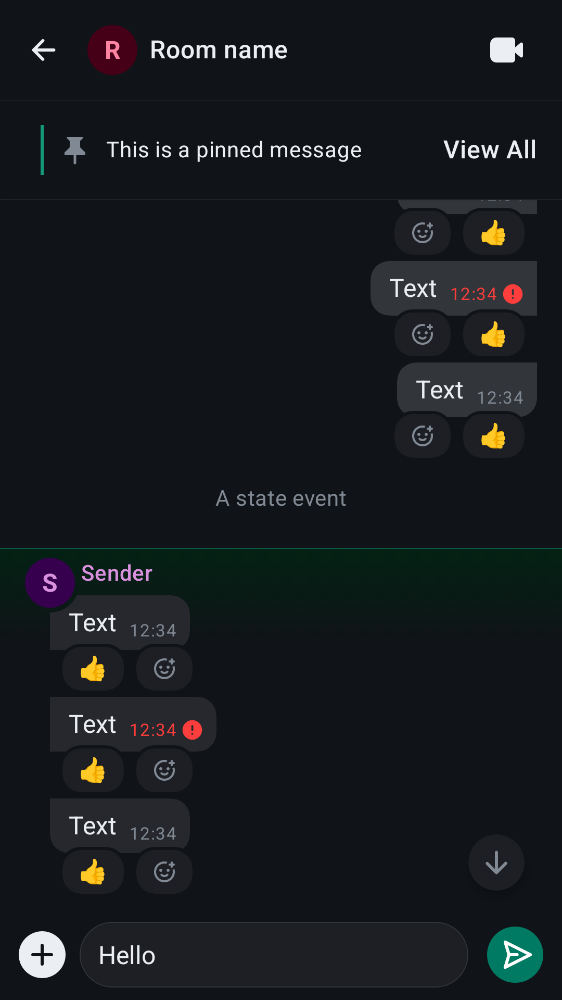 R Room name
This is a pinned message View All
Text 12:34
Text 12:34
A state event
S Sender
Text 12:34
Text 12:34
Text 12:34
Hello